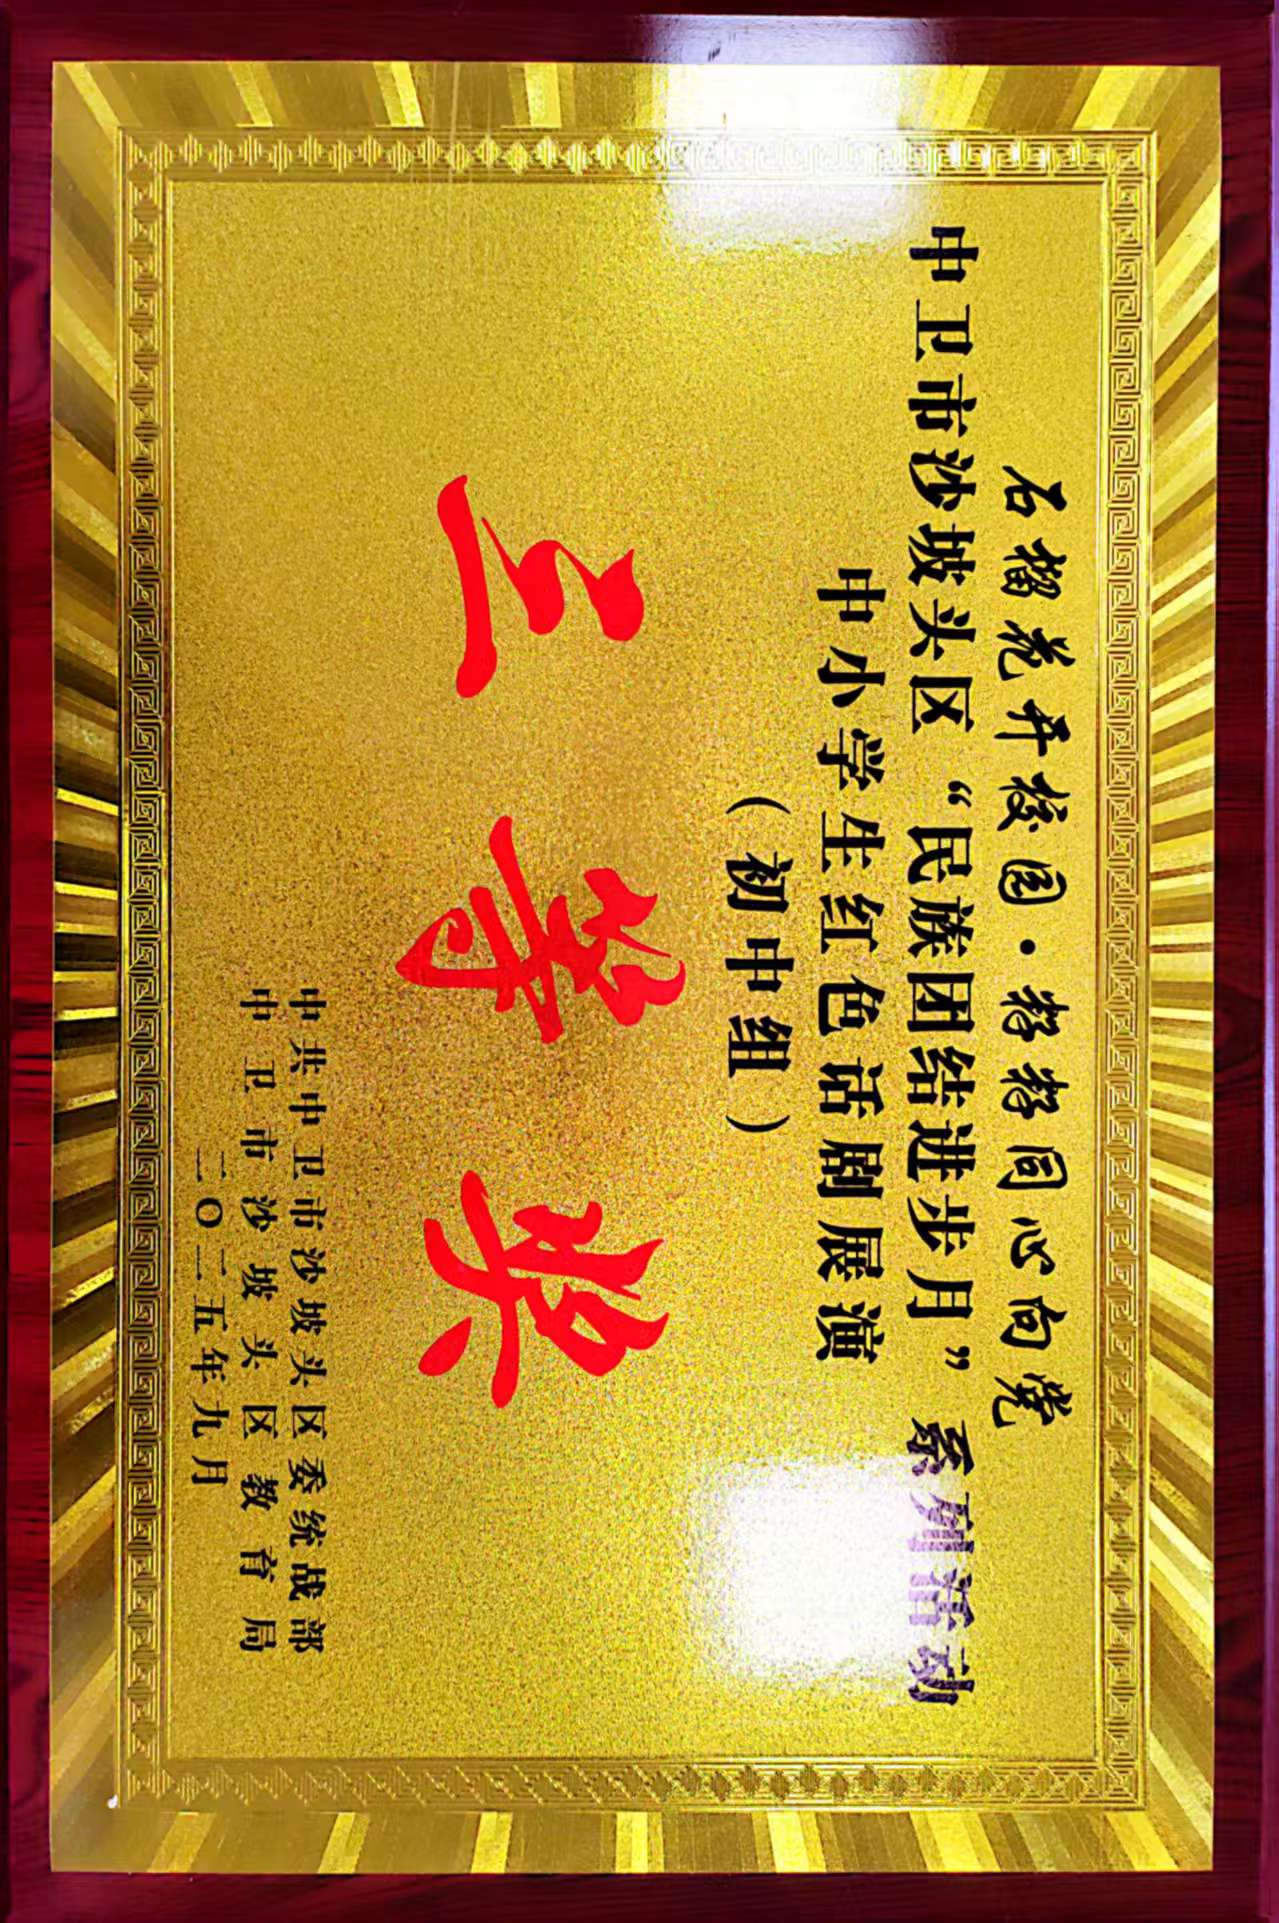 石榴花开校园·籽籽同心向党
中卫市沙坡头区“民族团结进步月”系列活动
中小学生红色话剧展演
（初中组）
三等奖
中共中卫市沙坡头区委统战部
中卫市沙坡头区教育局
二〇二五年九月